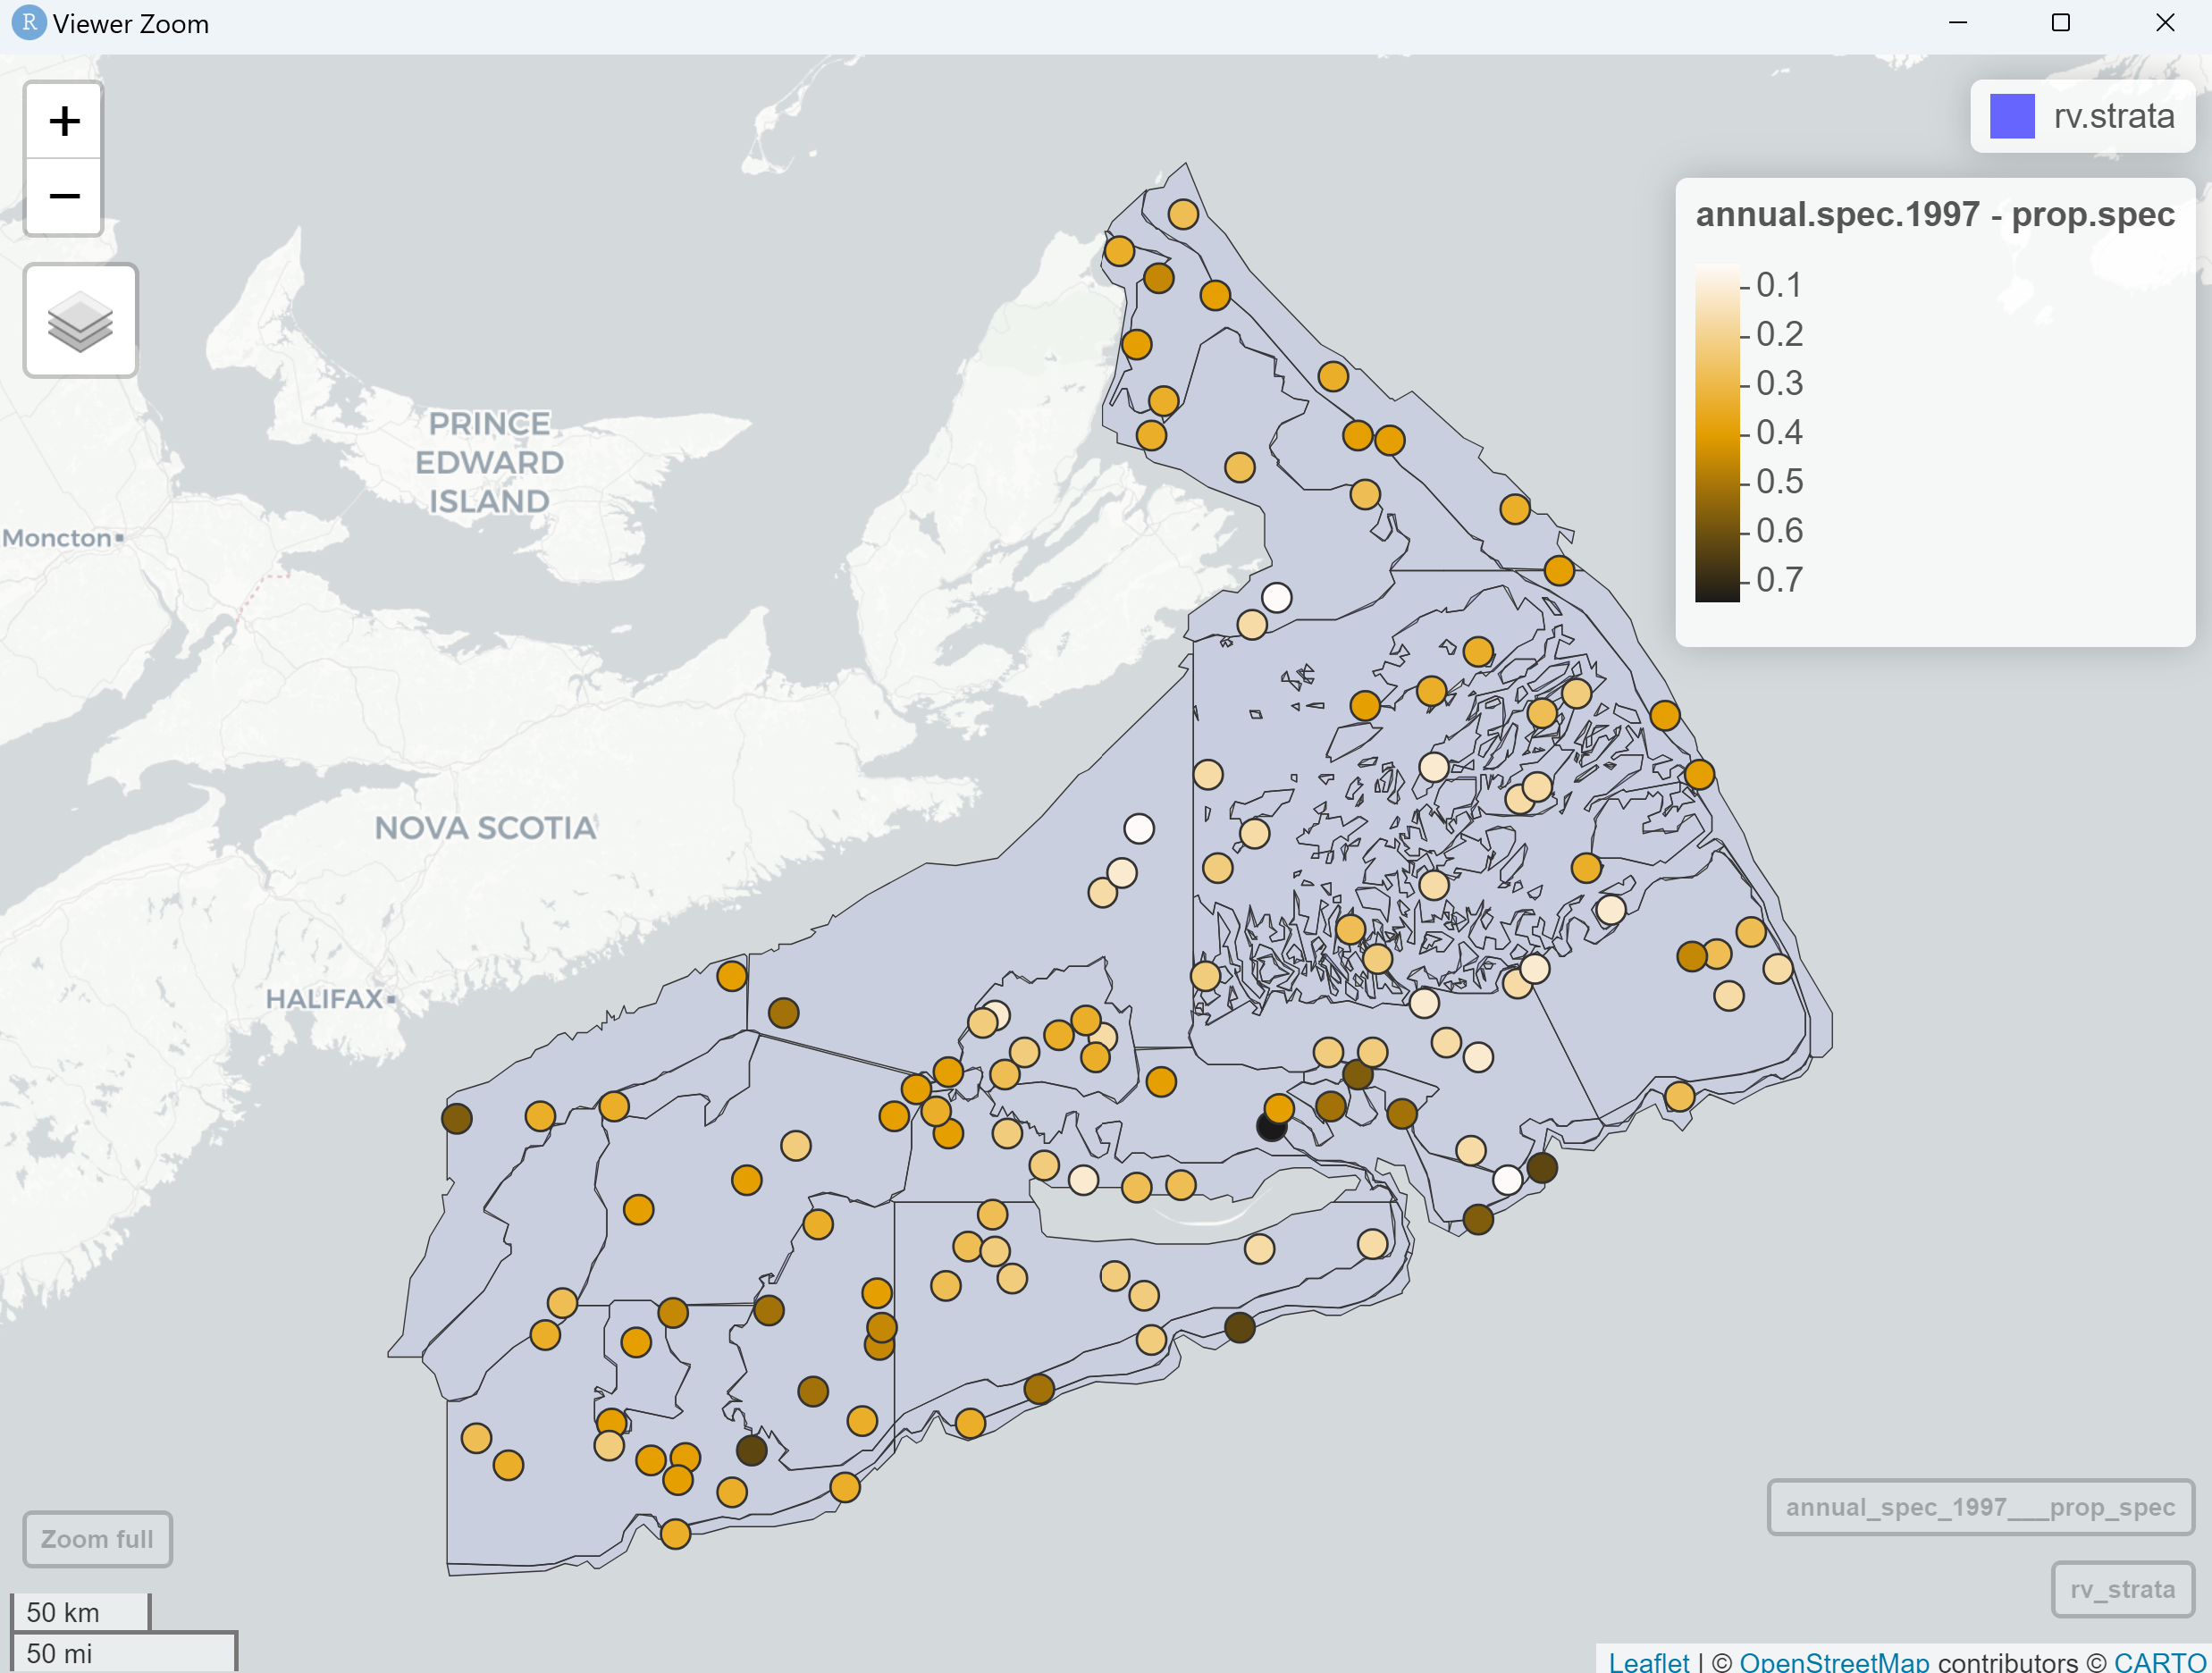 R Viewer Zoom
+
−
rv.strata
annual.spec.1997 - prop.spec
0.1
0.2
0.3
0.4
0.5
0.6
0.7
PRINCE
EDWARD
ISLAND
Moncton
NOVA SCOTIA
HALIFAX
annual_spec_1997___prop_spec
Zoom full
rv_strata
50 km
50 mi
Leaflet | © OpenStreetMap contributors © CARTO